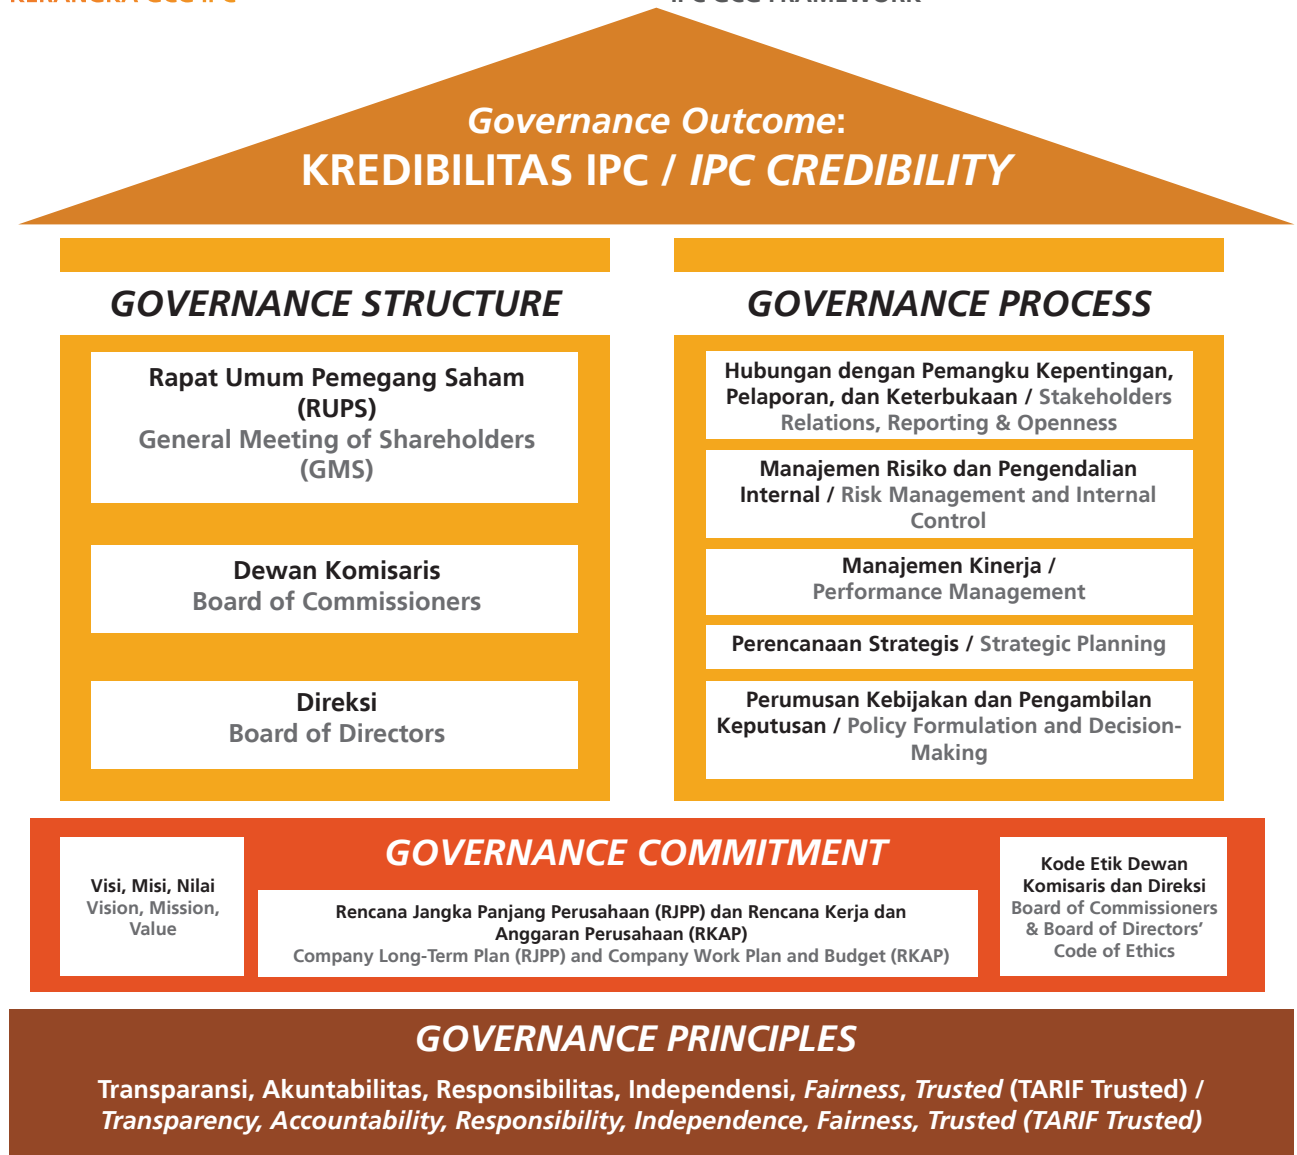 KERANGKA GCG IPC
IPC GCG FRAMEWORK
Governance Outcome:
KREDIBILITAS IPC / IPC CREDIBILITY
GOVERNANCE STRUCTURE
Rapat Umum Pemegang Saham
(RUPS)
General Meeting of Shareholders
(GMS)
Dewan Komisaris
Board of Commissioners
Direksi
Board of Directors
GOVERNANCE PROCESS
Hubungan dengan Pemangku Kepentingan,
Pelaporan, dan Keterbukaan / Stakeholders
Relations, Reporting & Openness
Manajemen Risiko dan Pengendalian
Internal / Risk Management and Internal
Control
Manajemen Kinerja /
Performance Management
Perencanaan Strategis / Strategic Planning
Perumusan Kebijakan dan Pengambilan
Keputusan / Policy Formulation and Decision-
Making
GOVERNANCE COMMITMENT
Visi, Misi, Nilai
Vision, Mission,
Value
Rencana Jangka Panjang Perusahaan (RJPP) dan Rencana Kerja dan
Anggaran Perusahaan (RKAP)
Company Long-Term Plan (RJPP) and Company Work Plan and Budget (RKAP)
Kode Etik Dewan
Komisaris dan Direksi
Board of Commissioners
& Board of Directors’
Code of Ethics
GOVERNANCE PRINCIPLES
Transparansi, Akuntabilitas, Responsibilitas, Independensi, Fairness, Trusted (TARIF Trusted) /
Transparency, Accountability, Responsibility, Independence, Fairness, Trusted (TARIF Trusted)